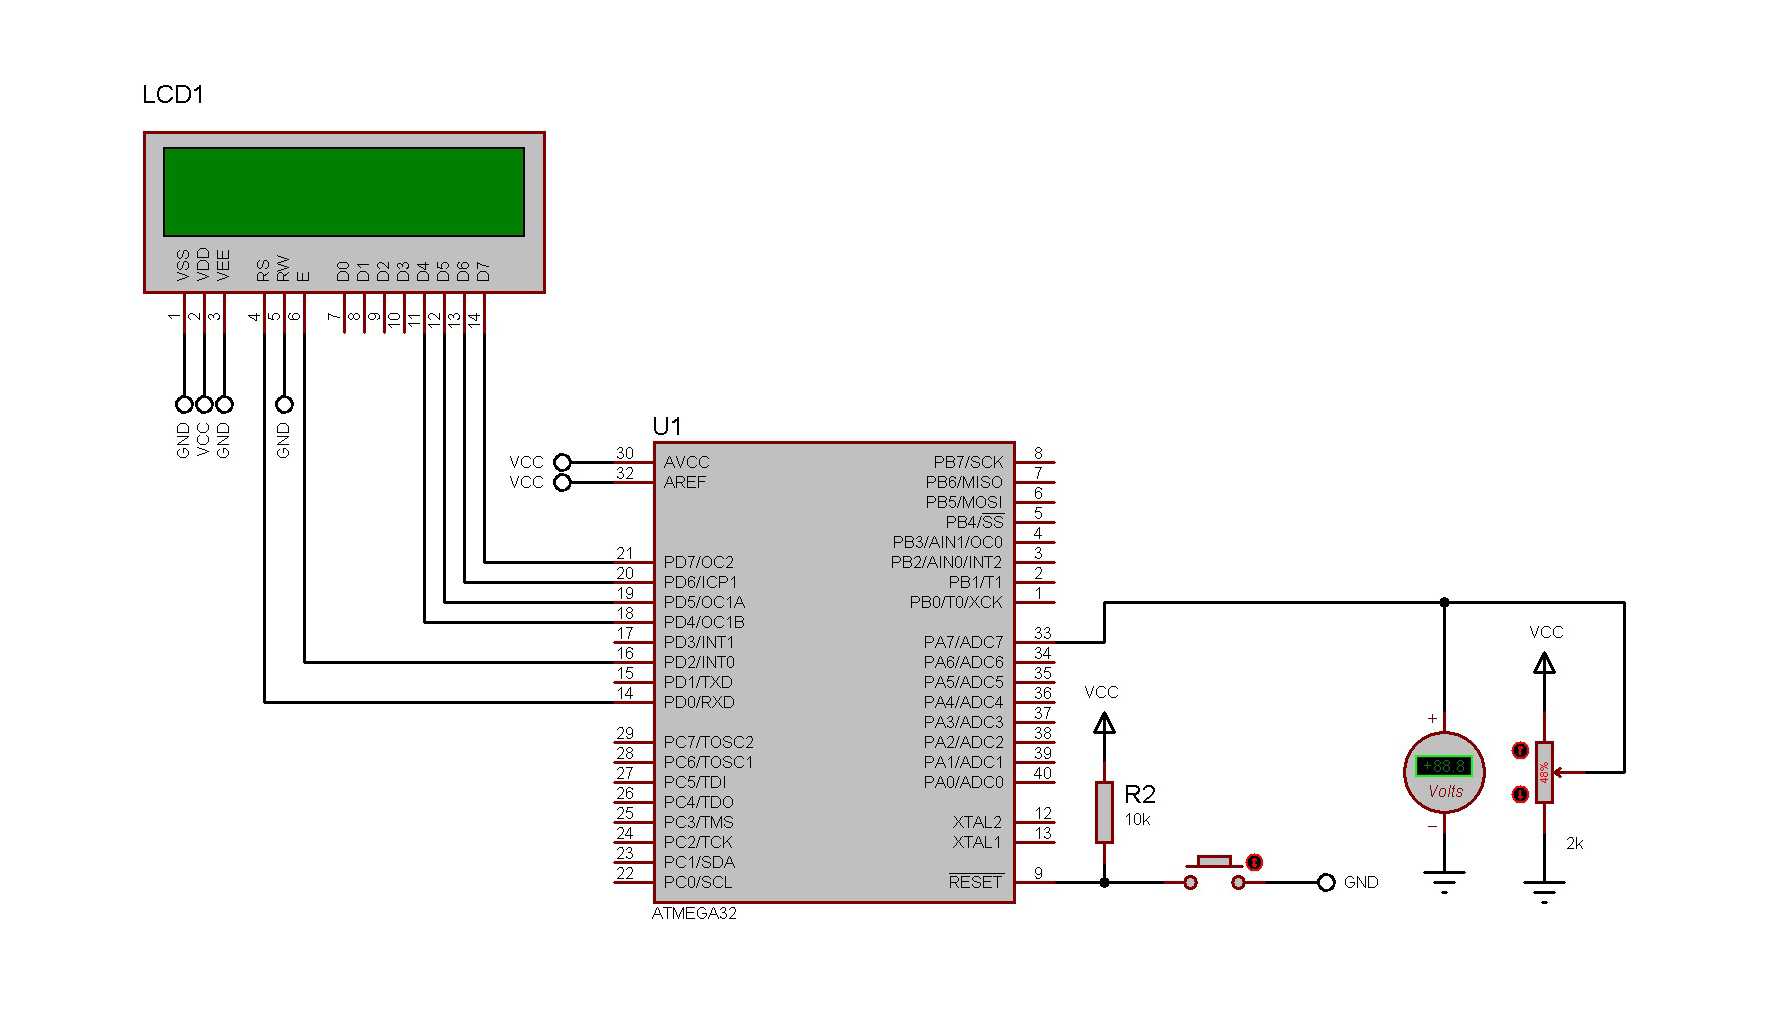 LCD1
VSS
VDD
VEE
RS
RW
E
D0
D1
D2
D3
D4
D5
D6
D7
1
2
3
4
5
6
7
8
9
10
11
12
13
14
GND
VCC
GND
GND
U1
VCC 30 AVCC
VCC 32 AREF
21 PD7/OC2
20 PD6/ICP1
19 PD5/OC1A
18 PD4/OC1B
17 PD3/INT1
16 PD2/INT0
15 PD1/TXD
14 PD0/RXD
29 PC7/TOSC2
28 PC6/TOSC1
27 PC5/TDI
26 PC4/TDO
25 PC3/TMS
24 PC2/TCK
23 PC1/SDA
22 PC0/SCL
PB7/SCK 8
PB6/MISO 7
PB5/MOSI 6
PB4/SS 5
PB3/AIN1/OC0 4
PB2/AIN0/INT2 3
PB1/T1 2
PB0/T0/XCK 1
PA7/ADC7 33
PA6/ADC6 34
PA5/ADC5 35
PA4/ADC4 36
PA3/ADC3 37
PA2/ADC2 38
PA1/ADC1 39
PA0/ADC0 40
XTAL2 12
XTAL1 13
RESET 9
ATMEGA32
VCC
R2
10k
GND
+
+88.8
Volts
−
VCC
48%
2k